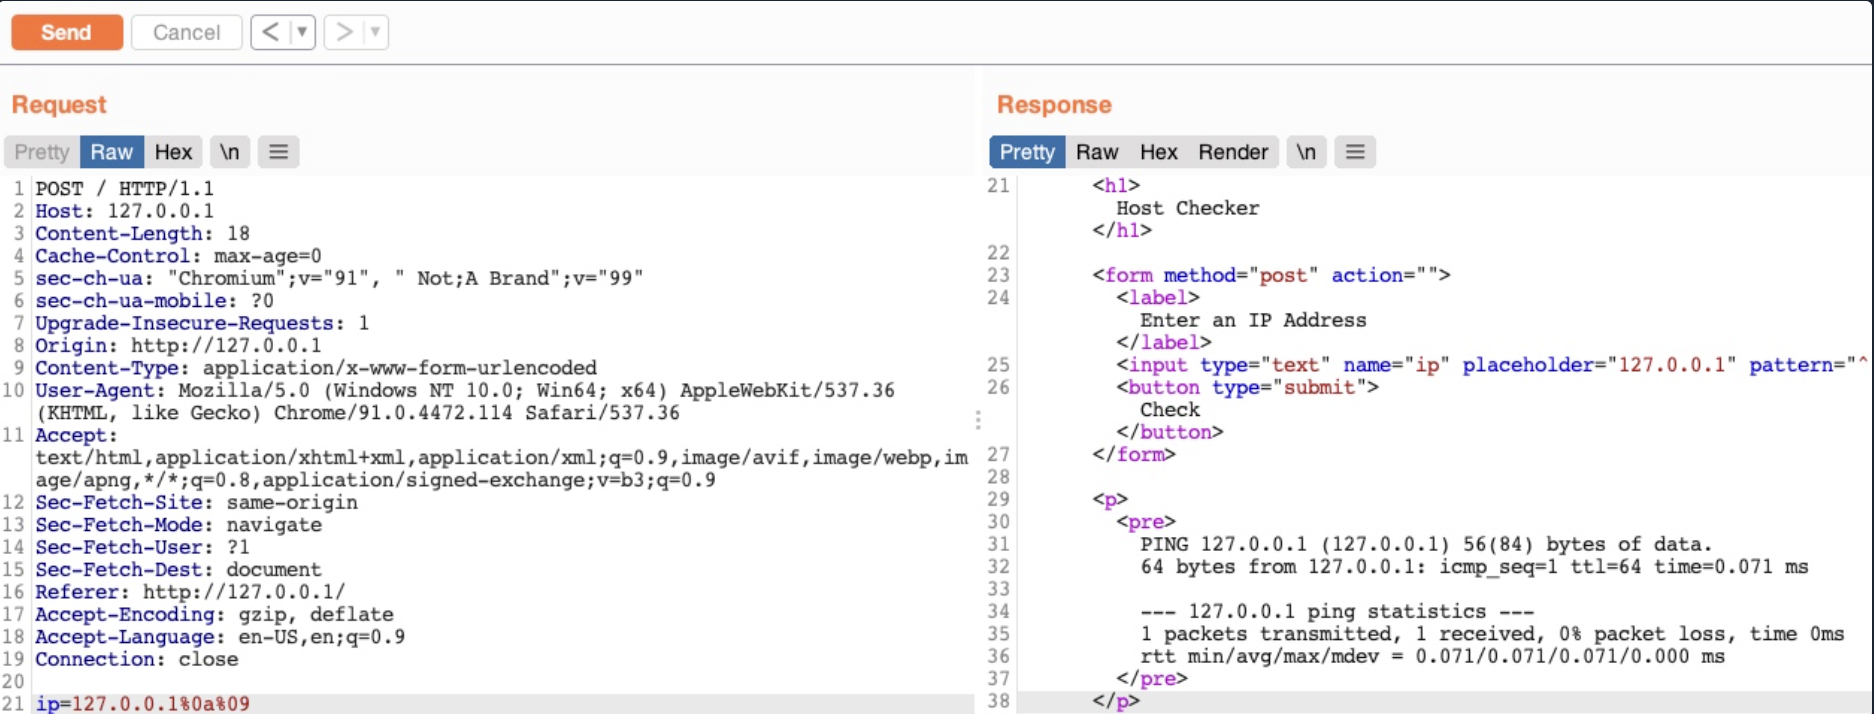 Send Cancel < ▼ > ▼
Request
Pretty Raw Hex \n ≡
1 POST / HTTP/1.1
2 Host: 127.0.0.1
3 Content-Length: 18
4 Cache-Control: max-age=0
5 sec-ch-ua: "Chromium";v="91", " Not;A Brand";v="99"
6 sec-ch-ua-mobile: ?0
7 Upgrade-Insecure-Requests: 1
8 Origin: http://127.0.0.1
9 Content-Type: application/x-www-form-urlencoded
10 User-Agent: Mozilla/5.0 (Windows NT 10.0; Win64; x64) AppleWebKit/537.36
(KHTML, like Gecko) Chrome/91.0.4472.114 Safari/537.36
11 Accept:
text/html,application/xhtml+xml,application/xml;q=0.9,image/avif,image/webp,im
age/apng,*/*;q=0.8,application/signed-exchange;v=b3;q=0.9
12 Sec-Fetch-Site: same-origin
13 Sec-Fetch-Mode: navigate
14 Sec-Fetch-User: ?1
15 Sec-Fetch-Dest: document
16 Referer: http://127.0.0.1/
17 Accept-Encoding: gzip, deflate
18 Accept-Language: en-US,en;q=0.9
19 Connection: close
20
21 ip=127.0.0.1%0a%09
Response
Pretty Raw Hex Render \n ≡
21 <h1>
Host Checker
</h1>
22
23 <form method="post" action="">
24 <label>
Enter an IP Address
</label>
25 <input type="text" name="ip" placeholder="127.0.0.1" pattern="^
26 <button type="submit">
Check
</button>
27 </form>
28
29 <p>
30 <pre>
31 PING 127.0.0.1 (127.0.0.1) 56(84) bytes of data.
32 64 bytes from 127.0.0.1: icmp_seq=1 ttl=64 time=0.071 ms
33
34 --- 127.0.0.1 ping statistics ---
35 1 packets transmitted, 1 received, 0% packet loss, time 0ms
36 rtt min/avg/max/mdev = 0.071/0.071/0.071/0.000 ms
37 </pre>
38 </p>